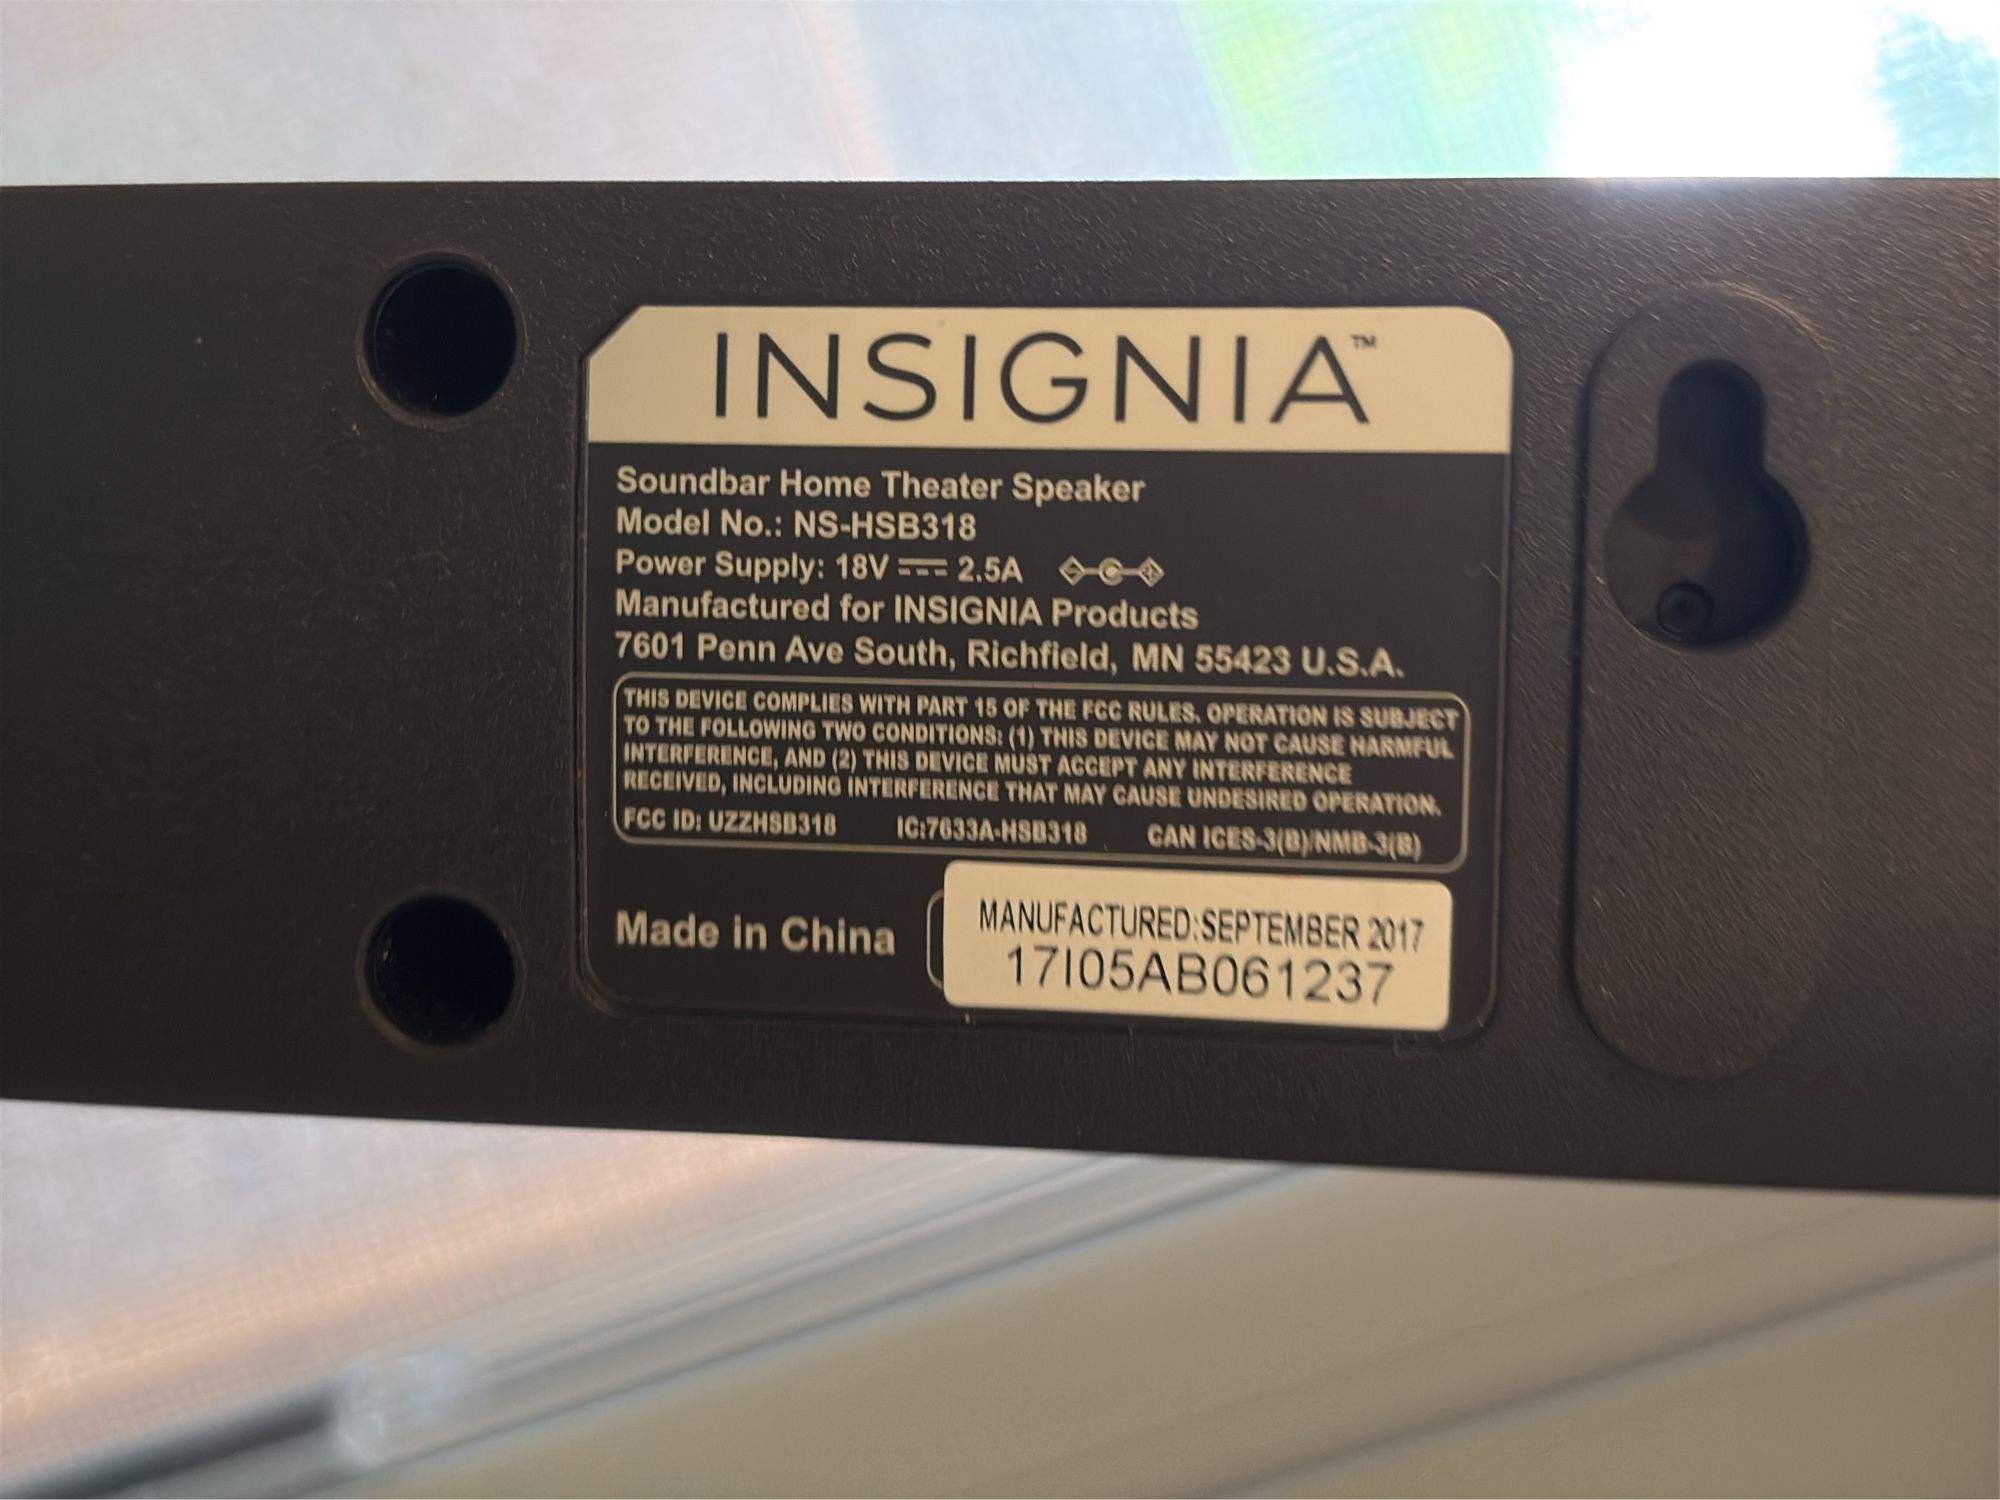 INSIGNIA™
Soundbar Home Theater Speaker
Model No.: NS-HSB318
Power Supply: 18V ⎓ 2.5A
Manufactured for INSIGNIA Products
7601 Penn Ave South, Richfield, MN 55423 U.S.A.
THIS DEVICE COMPLIES WITH PART 15 OF THE FCC RULES. OPERATION IS SUBJECT
TO THE FOLLOWING TWO CONDITIONS: (1) THIS DEVICE MAY NOT CAUSE HARMFUL
INTERFERENCE, AND (2) THIS DEVICE MUST ACCEPT ANY INTERFERENCE
RECEIVED, INCLUDING INTERFERENCE THAT MAY CAUSE UNDESIRED OPERATION.
FCC ID: UZZHSB318 IC:7633A-HSB318 CAN ICES-3(B)/NMB-3(B)
Made in China
MANUFACTURED:SEPTEMBER 2017
17I05AB061237